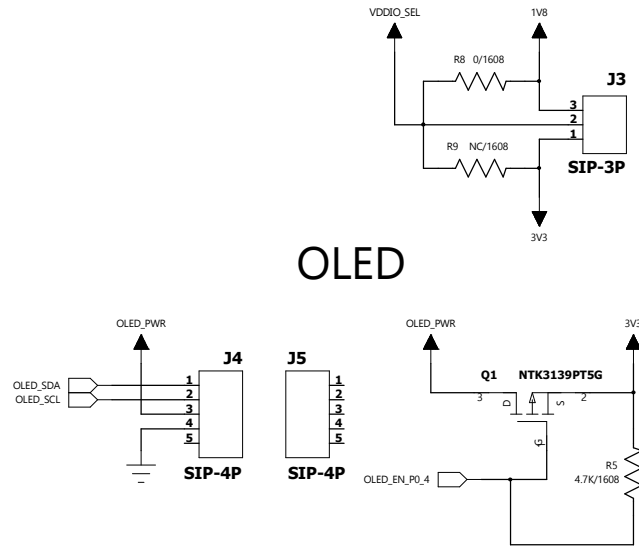 VDDIO_SEL 1V8
R8 0/1608
J3
3
2
1
R9 NC/1608
SIP-3P
3V3
OLED
OLED_PWR OLED_PWR 3V3
J4 J5
Q1 NTK3139PT5G
OLED_SDA 1 1
OLED_SCL 2 2
3 3
4 4
5 5
3 D S 2
G
1
SIP-4P SIP-4P
R5
4.7K/1608
OLED_EN_P0_4